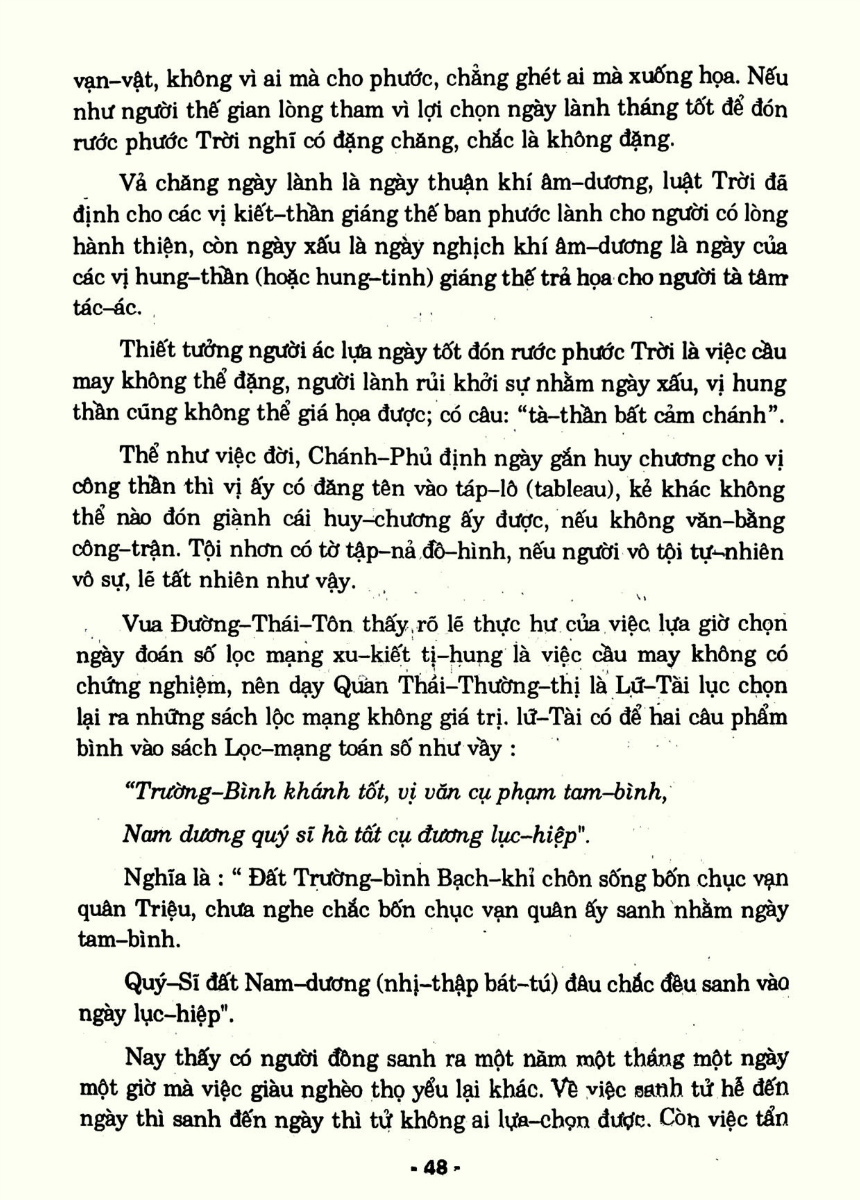 vạn–vật, không vì ai mà cho phước, chẳng ghét ai mà xuống họa. Nếu
như người thế gian lòng tham vì lợi chọn ngày lành tháng tốt để đón
rước phước Trời nghĩ có đặng chăng, chắc là không đặng.
Vả chăng ngày lành là ngày thuận khí âm–dương, luật Trời đã
định cho các vị kiết–thần giáng thế ban phước lành cho người có lòng
hành thiện, còn ngày xấu là ngày nghịch khí âm–dương là ngày của
các vị hung–thần (hoặc hung–tinh) giáng thế trả họa cho người tà tâm
tác–ác.
Thiết tưởng người ác lựa ngày tốt đón rước phước Trời là việc cầu
may không thể đặng, người lành rủi khởi sự nhằm ngày xấu, vị hung
thần cũng không thể giá họa được; có câu: “tà–thần bất cảm chánh”.
Thể như việc đời, Chánh–Phủ định ngày gắn huy chương cho vị
công thần thì vị ấy có đăng tên vào táp–lô (tableau), kẻ khác không
thể nào đón giành cái huy–chương ấy được, nếu không văn–bằng
công–trận. Tội nhơn có tờ tập–nả đồ–hình, nếu người vô tội tự–nhiên
vô sự, lẽ tất nhiên như vậy.
Vua Đường–Thái–Tôn thấy rõ lẽ thực hư của việc lựa giờ chọn
ngày đoán số lọc mạng xu–kiết tị–hung là việc cầu may không có
chứng nghiệm, nên dạy Quan Thái–Thường–thị là Lữ–Tài lục chọn
lại ra những sách lộc mạng không giá trị. lữ–Tài có để hai câu phẩm
bình vào sách Lọc–mạng toán số như vầy :
“Trường–Bình khánh tốt, vị văn cụ phạm tam–bình,
Nam dương quý sĩ hà tất cụ đương lục–hiệp".
Nghĩa là : “ Đất Trường–bình Bạch–khỉ chôn sống bốn chục vạn
quân Triệu, chưa nghe chắc bốn chục vạn quân ấy sanh nhằm ngày
tam–bình.
Quý–Sĩ đất Nam–dương (nhị–thập bát–tú) đâu chắc đều sanh vào
ngày lục–hiệp".
Nay thấy có người đồng sanh ra một năm một tháng một ngày
một giờ mà việc giàu nghèo thọ yểu lại khác. Về việc sanh tử hễ đến
ngày thì sanh đến ngày thì tử không ai lựa–chọn được. Còn việc tẩn
- 48 -